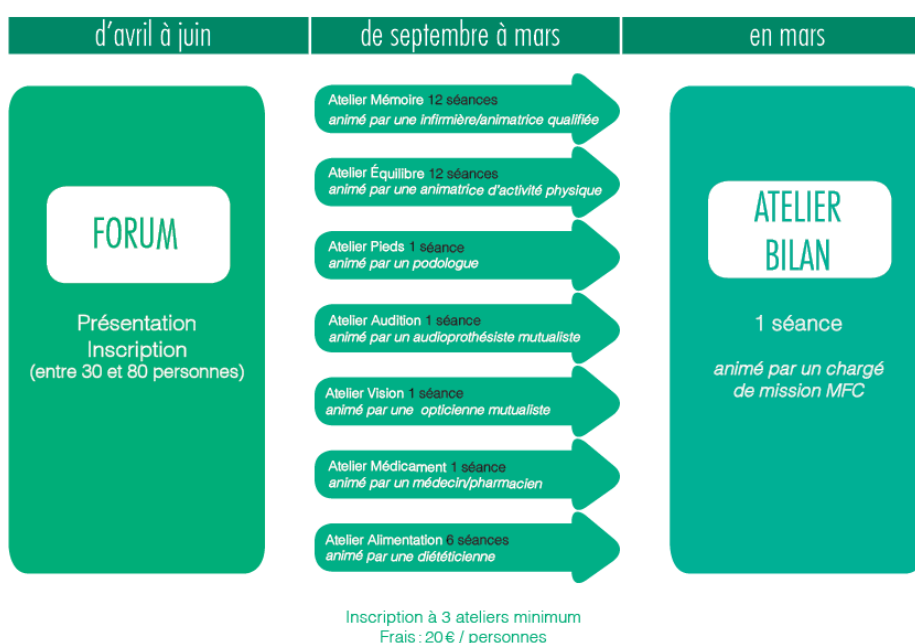 d'avril à juin
de septembre à mars
en mars
FORUM
Présentation
Inscription
(entre 30 et 80 personnes)
Atelier Mémoire 12 séances
animé par une infirmière/animatrice qualifiée
Atelier Équilibre 12 séances
animé par une animatrice d'activité physique
Atelier Pieds 1 séance
animé par un podologue
Atelier Audition 1 séance
animé par un audioprothésiste mutualiste
Atelier Vision 1 séance
animé par une opticienne mutualiste
Atelier Médicament 1 séance
animé par un médecin/pharmacien
Atelier Alimentation 6 séances
animé par une diététicienne
ATELIER
BILAN
1 séance
animé par un chargé
de mission MFC
Inscription à 3 ateliers minimum
Frais : 20 € / personnes